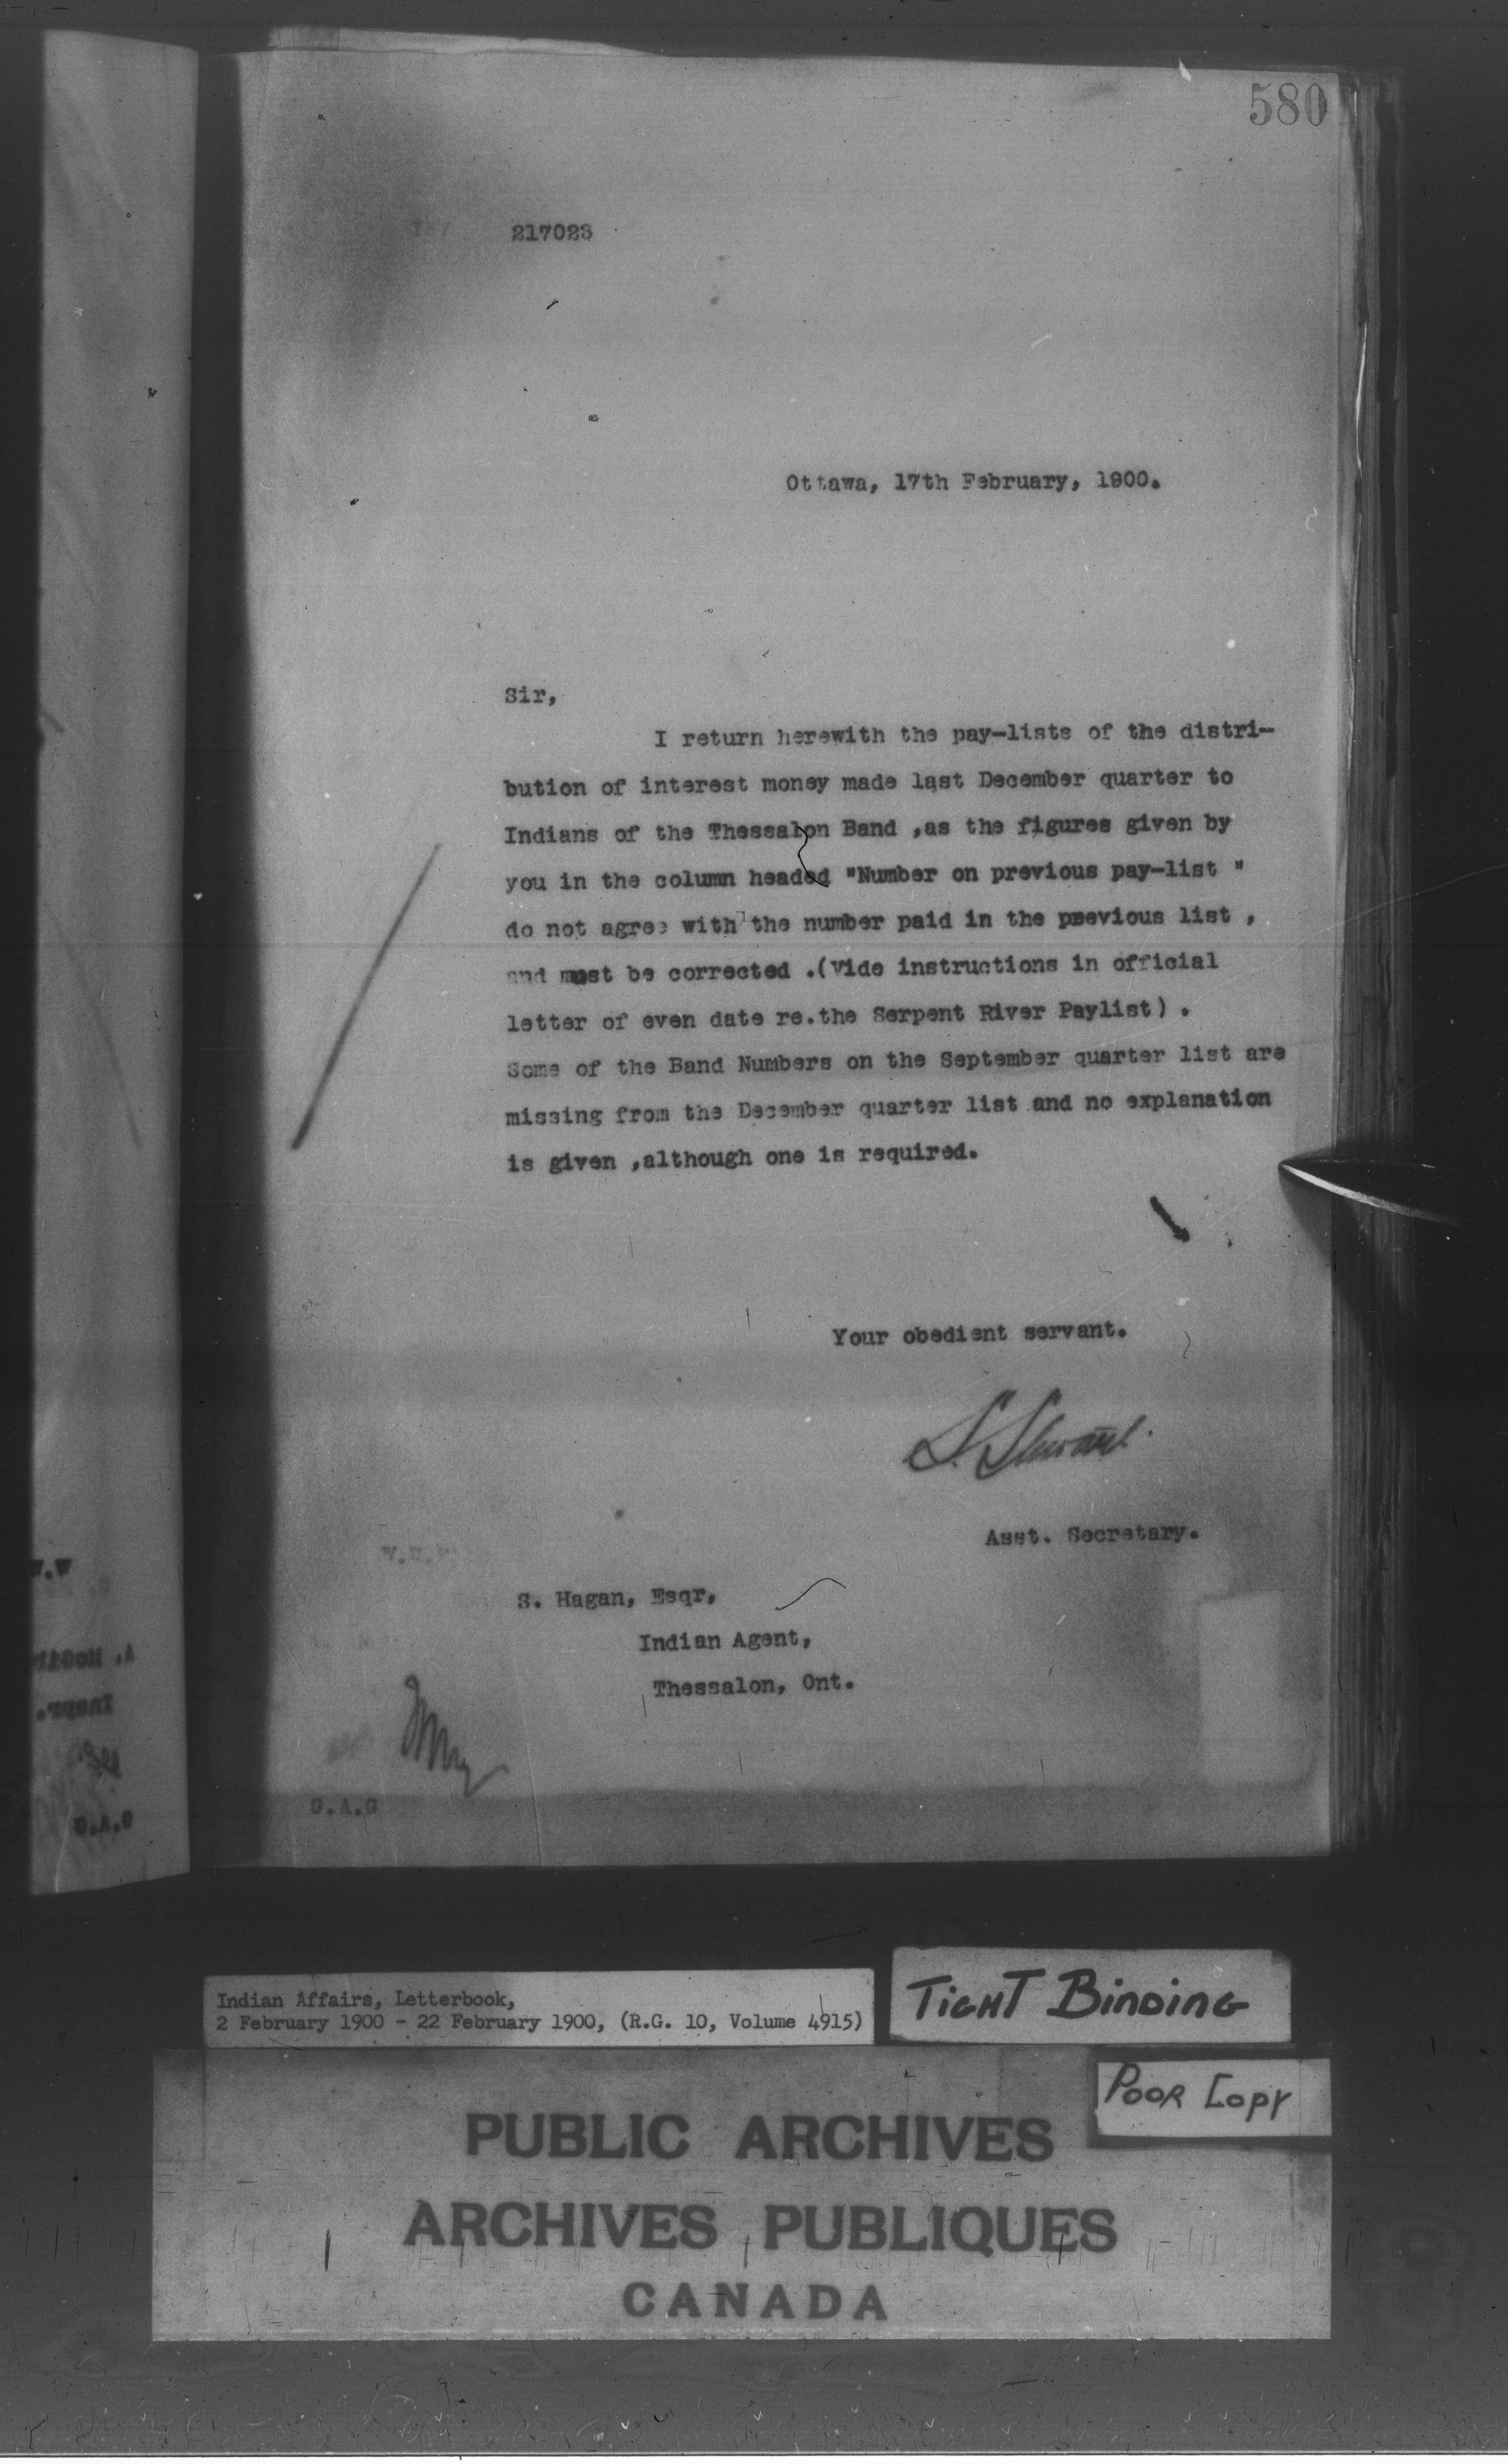 580
217023
Ottawa, 17th February, 1900.
Sir,
I return herewith the pay-lists of the distri-
bution of interest money made last December quarter to
Indians of the Thessalon Band ,as the figures given by
you in the column headed "Number on previous pay-list "
do not agree with the number paid in the previous list ,
and must be corrected .(Vide instructions in official
letter of even date re.the Serpent River Paylist) .
Some of the Band Numbers on the September quarter list are
missing from the December quarter list and no explanation
is given ,although one is required.
Your obedient servant.
S. Stewart.
Asst. Secretary.
S. Hagan, Esqr,
Indian Agent,
Thessalon, Ont.
G.A.G
Indian Affairs, Letterbook,
2 February 1900 - 22 February 1900, (R.G. 10, Volume 4915)
TIGHT BINDING
POOR COPY
PUBLIC ARCHIVES
ARCHIVES PUBLIQUES
CANADA